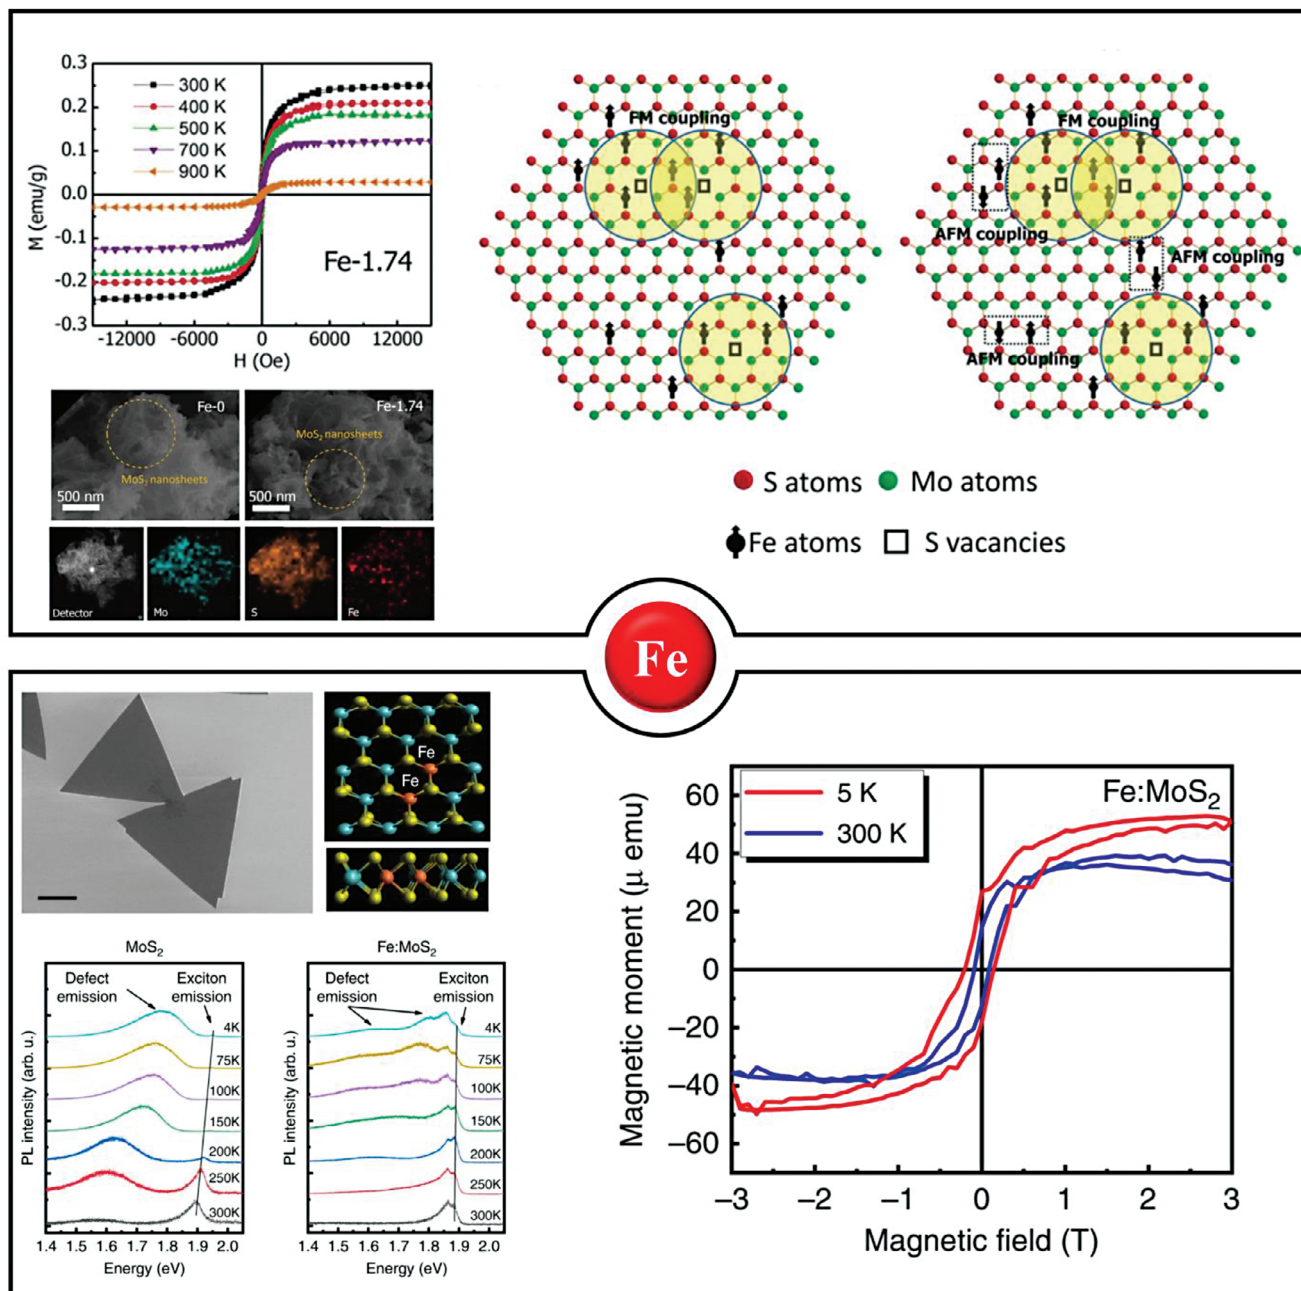 0.3
0.2
0.1
0.0
-0.1
-0.2
-0.3
M (emu/g)
300 K
400 K
500 K
700 K
900 K
Fe-1.74
-12000 -6000 0 6000 12000
H (Oe)
FM coupling
FM coupling
AFM coupling
AFM coupling
AFM coupling
Fe-0
MoS2 nanosheets
500 nm
Fe-1.74
MoS2 nanosheets
500 nm
Detector
Mo
S
Fe
S atoms Mo atoms
Fe atoms S vacancies
Fe
Fe
Fe
MoS₂
Defect
emission
Exciton
emission
4K
75K
100K
150K
200K
250K
300K
PL intensity (arb. u.)
1.4 1.5 1.6 1.7 1.8 1.9 2.0
Energy (eV)
Fe:MoS₂
Defect
emission
Exciton
emission
4K
75K
100K
150K
200K
250K
300K
PL intensity (arb. u.)
1.4 1.5 1.6 1.7 1.8 1.9 2.0
Energy (eV)
Fe:MoS₂
5 K
300 K
60
40
20
0
−20
−40
−60
Magnetic moment (μ emu)
−3 −2 −1 0 1 2 3
Magnetic field (T)